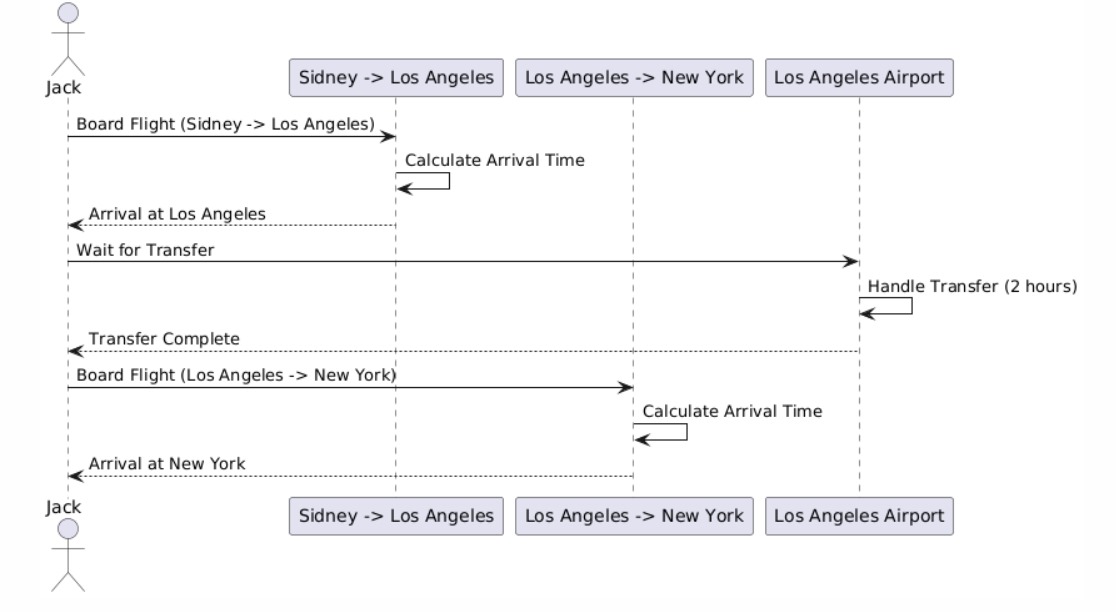 Jack
Sidney -> Los Angeles
Los Angeles -> New York
Los Angeles Airport
Board Flight (Sidney -> Los Angeles)
Calculate Arrival Time
Arrival at Los Angeles
Wait for Transfer
Handle Transfer (2 hours)
Transfer Complete
Board Flight (Los Angeles -> New York)
Calculate Arrival Time
Arrival at New York
Jack
Sidney -> Los Angeles
Los Angeles -> New York
Los Angeles Airport